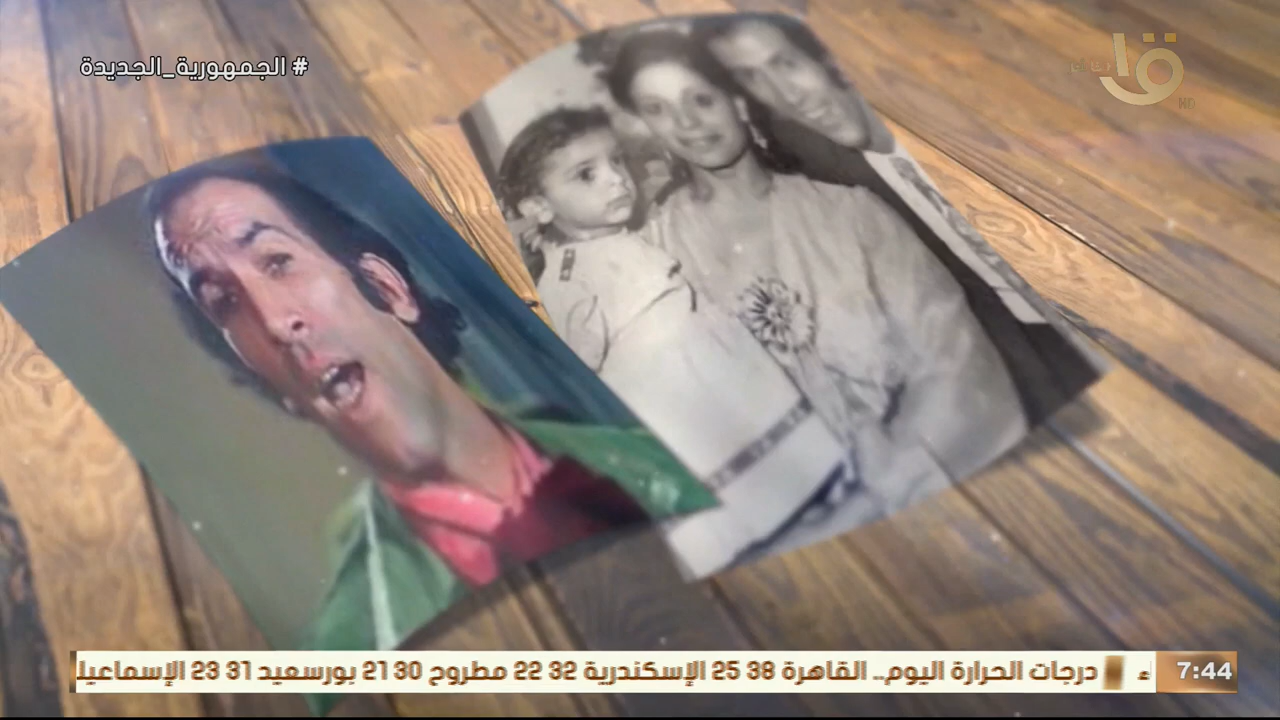 #الجمهورية_الجديدة
HD
ء درجات الحرارة اليوم.. القاهرة 38 25 الإسكندرية 32 22 مطروح 30 21 بورسعيد 31 23 الإسماعيل
7:44